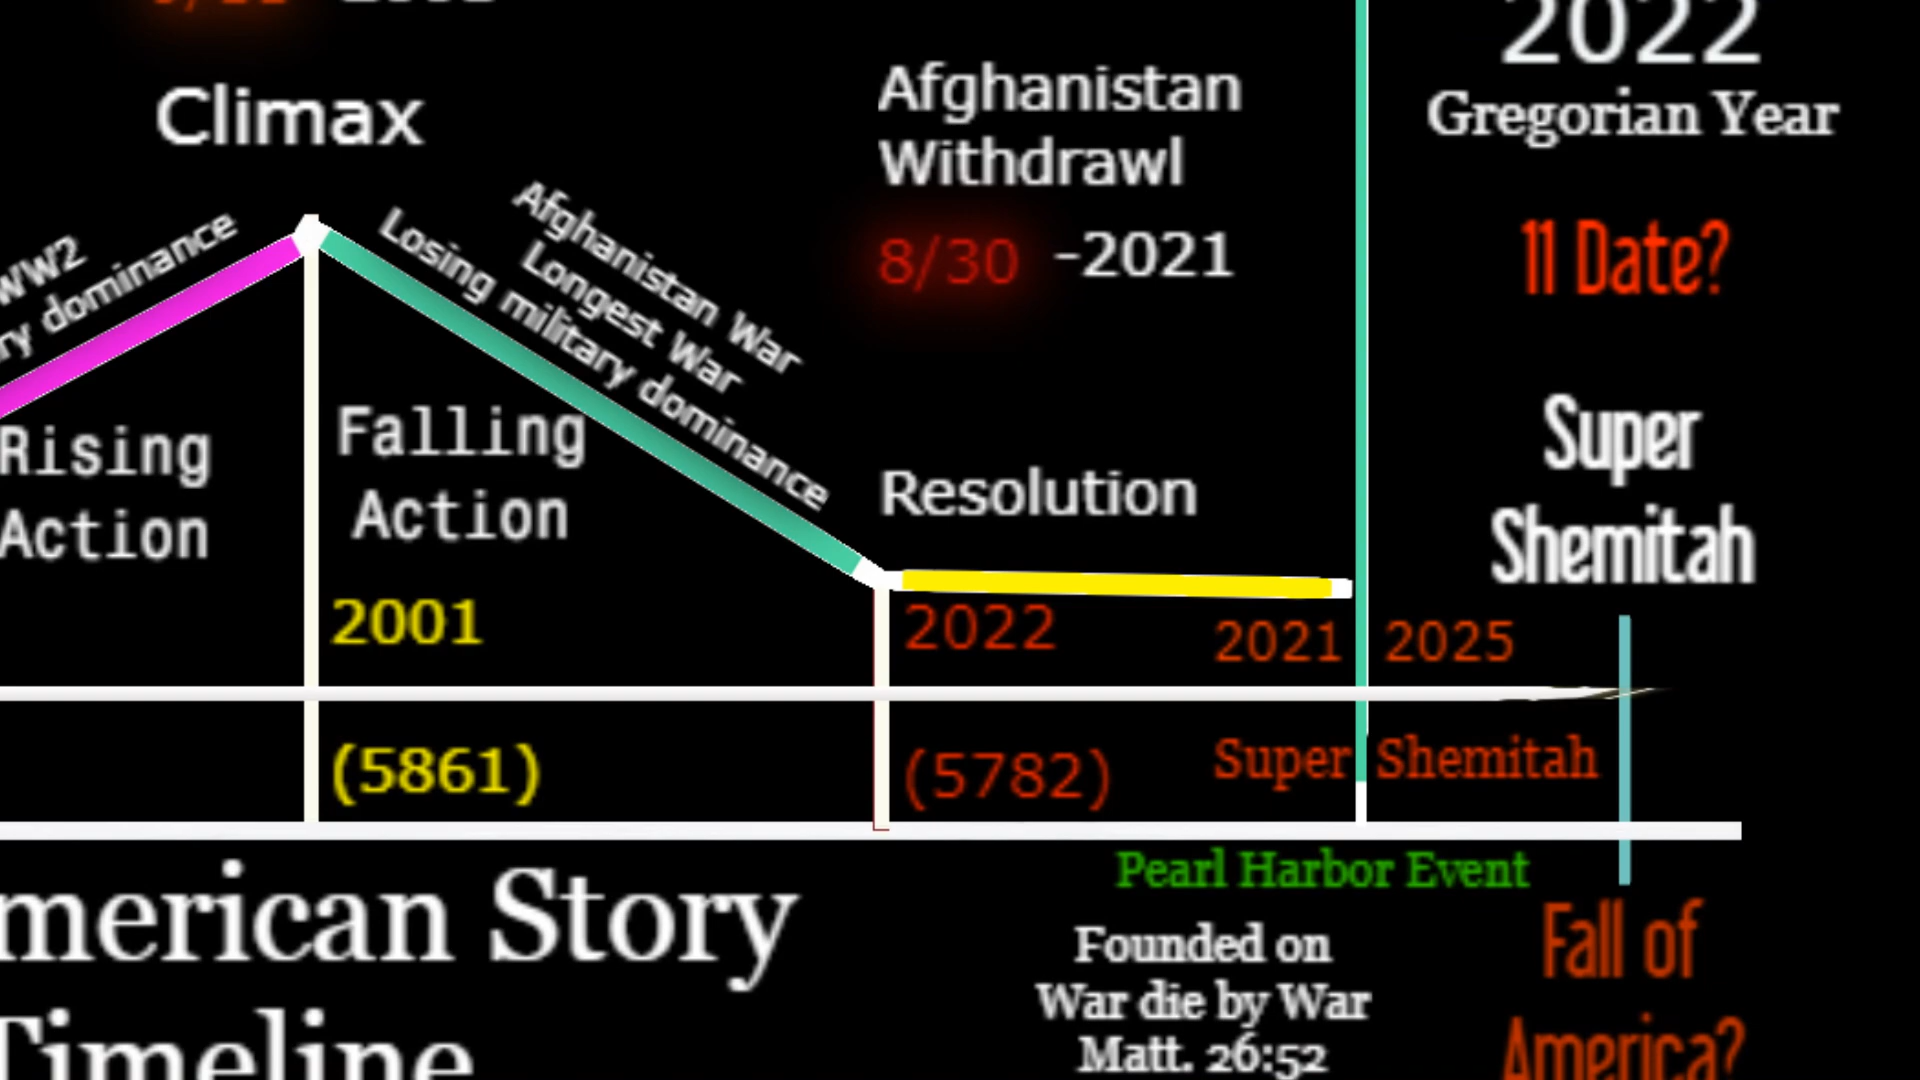 Climax
WW2
ry dominance
Rising
Action
Afghanistan War
Longest War
Losing military dominance
Falling
Action
2001
(5861)
Afghanistan
Withdrawl
8/30 -2021
Resolution
2022
(5782)
2021 2025
Super Shemitah
2022
Gregorian Year
11 Date?
Super
Shemitah
merican Story
Timeline
Pearl Harbor Event
Founded on
War die by War
Matt. 26:52
Fall of
America?